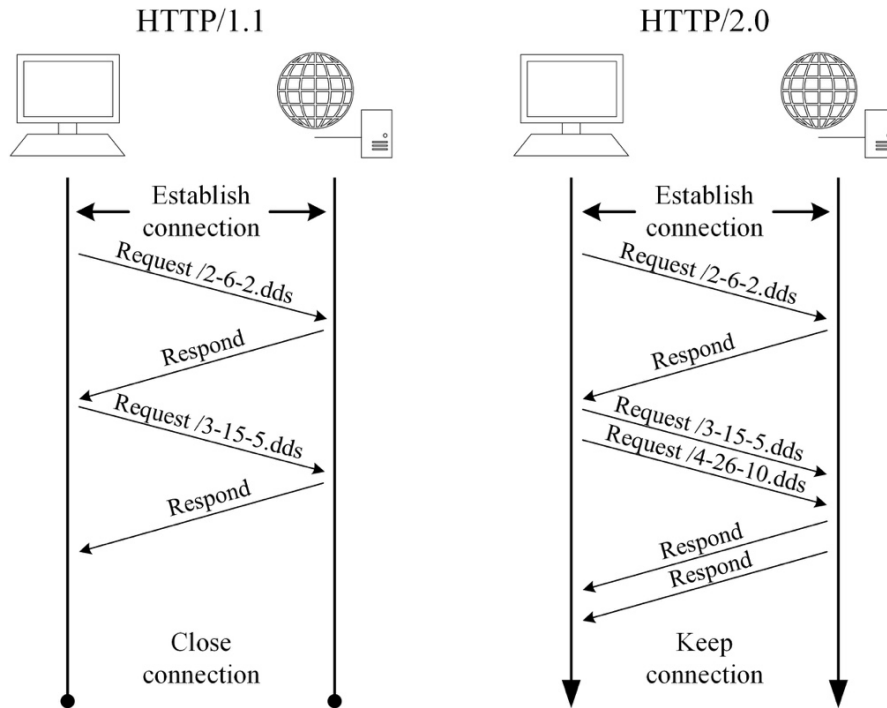 HTTP/1.1
Establish
connection
Request /2-6-2.dds
Respond
Request /3-15-5.dds
Respond
Close
connection
HTTP/2.0
Establish
connection
Request /2-6-2.dds
Respond
Request /3-15-5.dds
Request /4-26-10.dds
Respond
Respond
Keep
connection